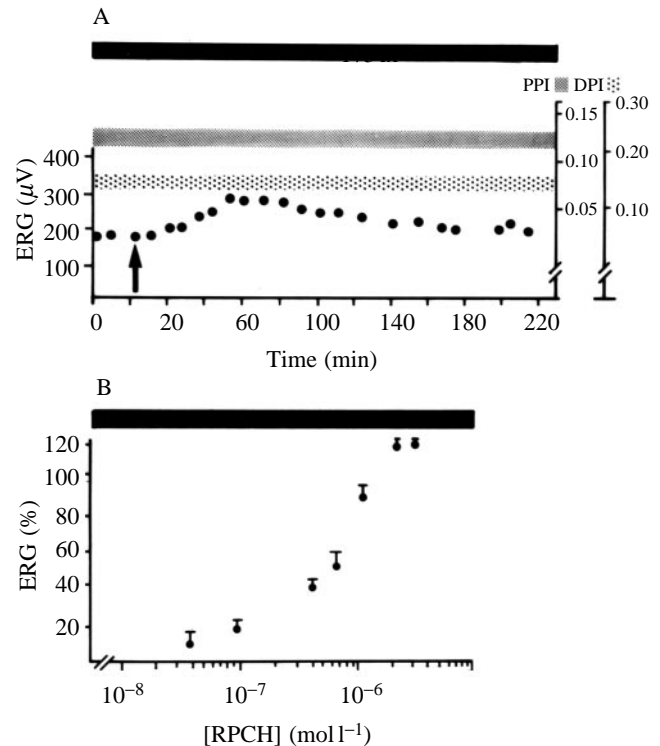 A
PPI DPI
0.15 0.30
400
0.10 0.20
300
ERG (µV)
200
0.05 0.10
100
0 20 60 100 140 180 220
Time (min)
B
120
100
80
ERG (%)
60
40
20
10⁻⁸ 10⁻⁷ 10⁻⁶
[RPCH] (mol l⁻¹)